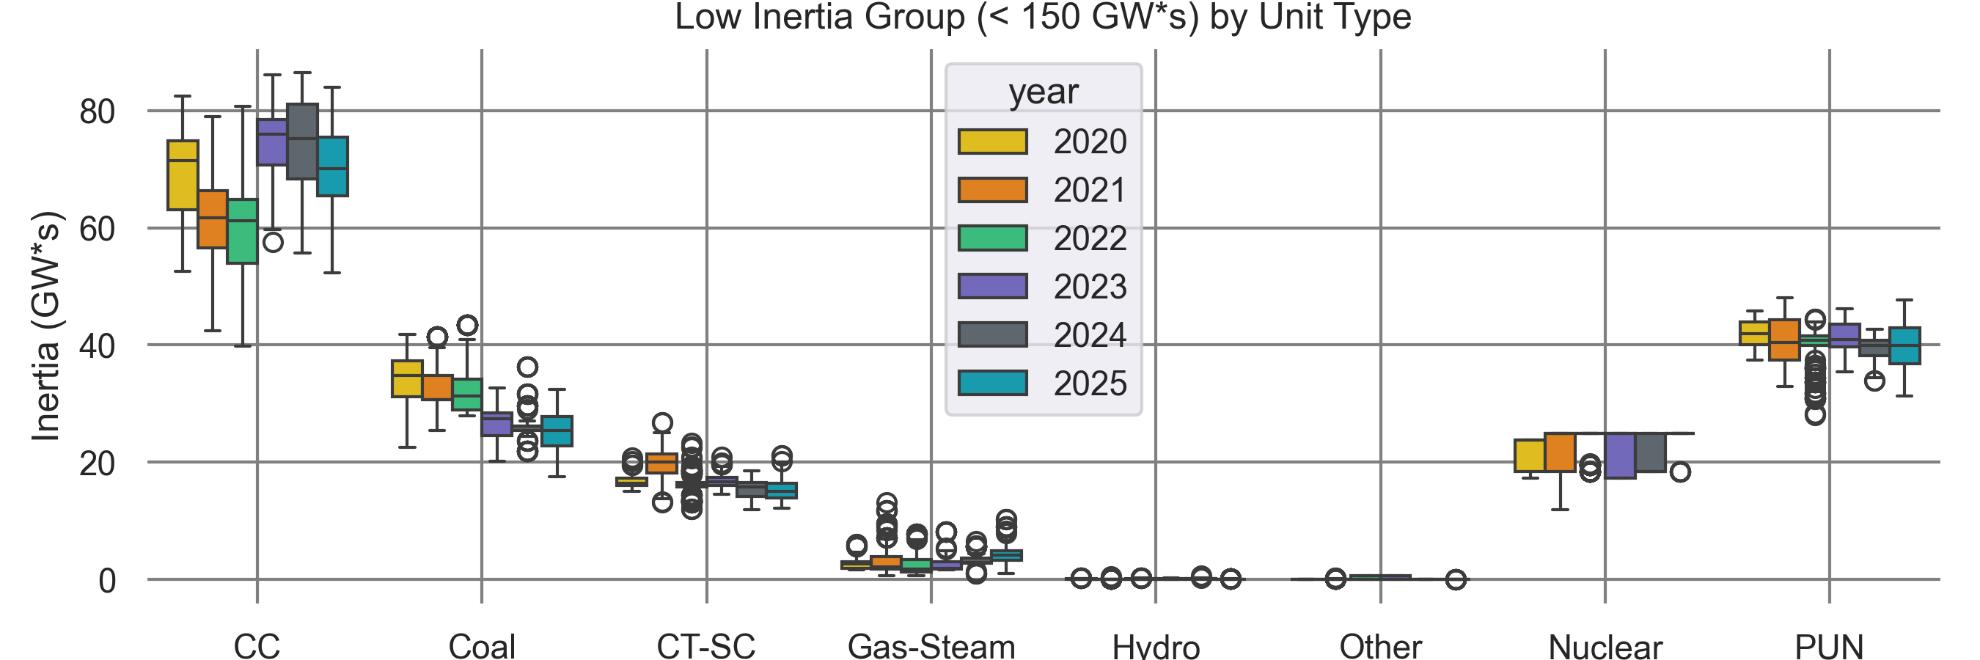 Low Inertia Group (< 150 GW*s) by Unit Type
Inertia (GW*s)
80
60
40
20
0
year
2020
2021
2022
2023
2024
2025
CC
Coal
CT-SC
Gas-Steam
Hydro
Other
Nuclear
PUN